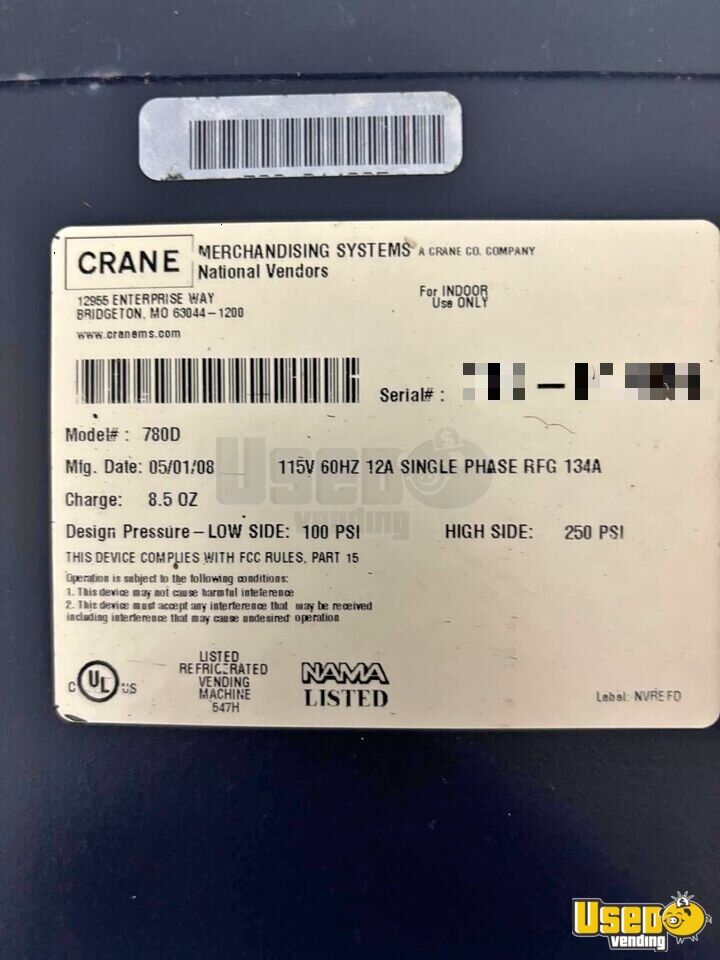 CRANE
MERCHANDISING SYSTEMS A CRANE CO. COMPANY
National Vendors
12955 ENTERPRISE WAY
BRIDGETON, MO 63044-1200
www.cranems.com
For INDOOR
Use ONLY
Serial# :
Model# : 780D
Mfg. Date: 05/01/08 115V 60HZ 12A SINGLE PHASE RFG 134A
Charge: 8.5 OZ
Design Pressure - LOW SIDE: 100 PSI HIGH SIDE: 250 PSI
THIS DEVICE COMPLIES WITH FCC RULES, PART 15
Operation is subject to the following conditions:
1. This device may not cause harmful inteference
2. This device must accept any interference that may be received
including interference that may cause undesired operation
C UL US
LISTED
REFRIGERATED
VENDING
MACHINE
547H
NAMA
LISTED
Label: NVREFD
USED
vending
USED
vending